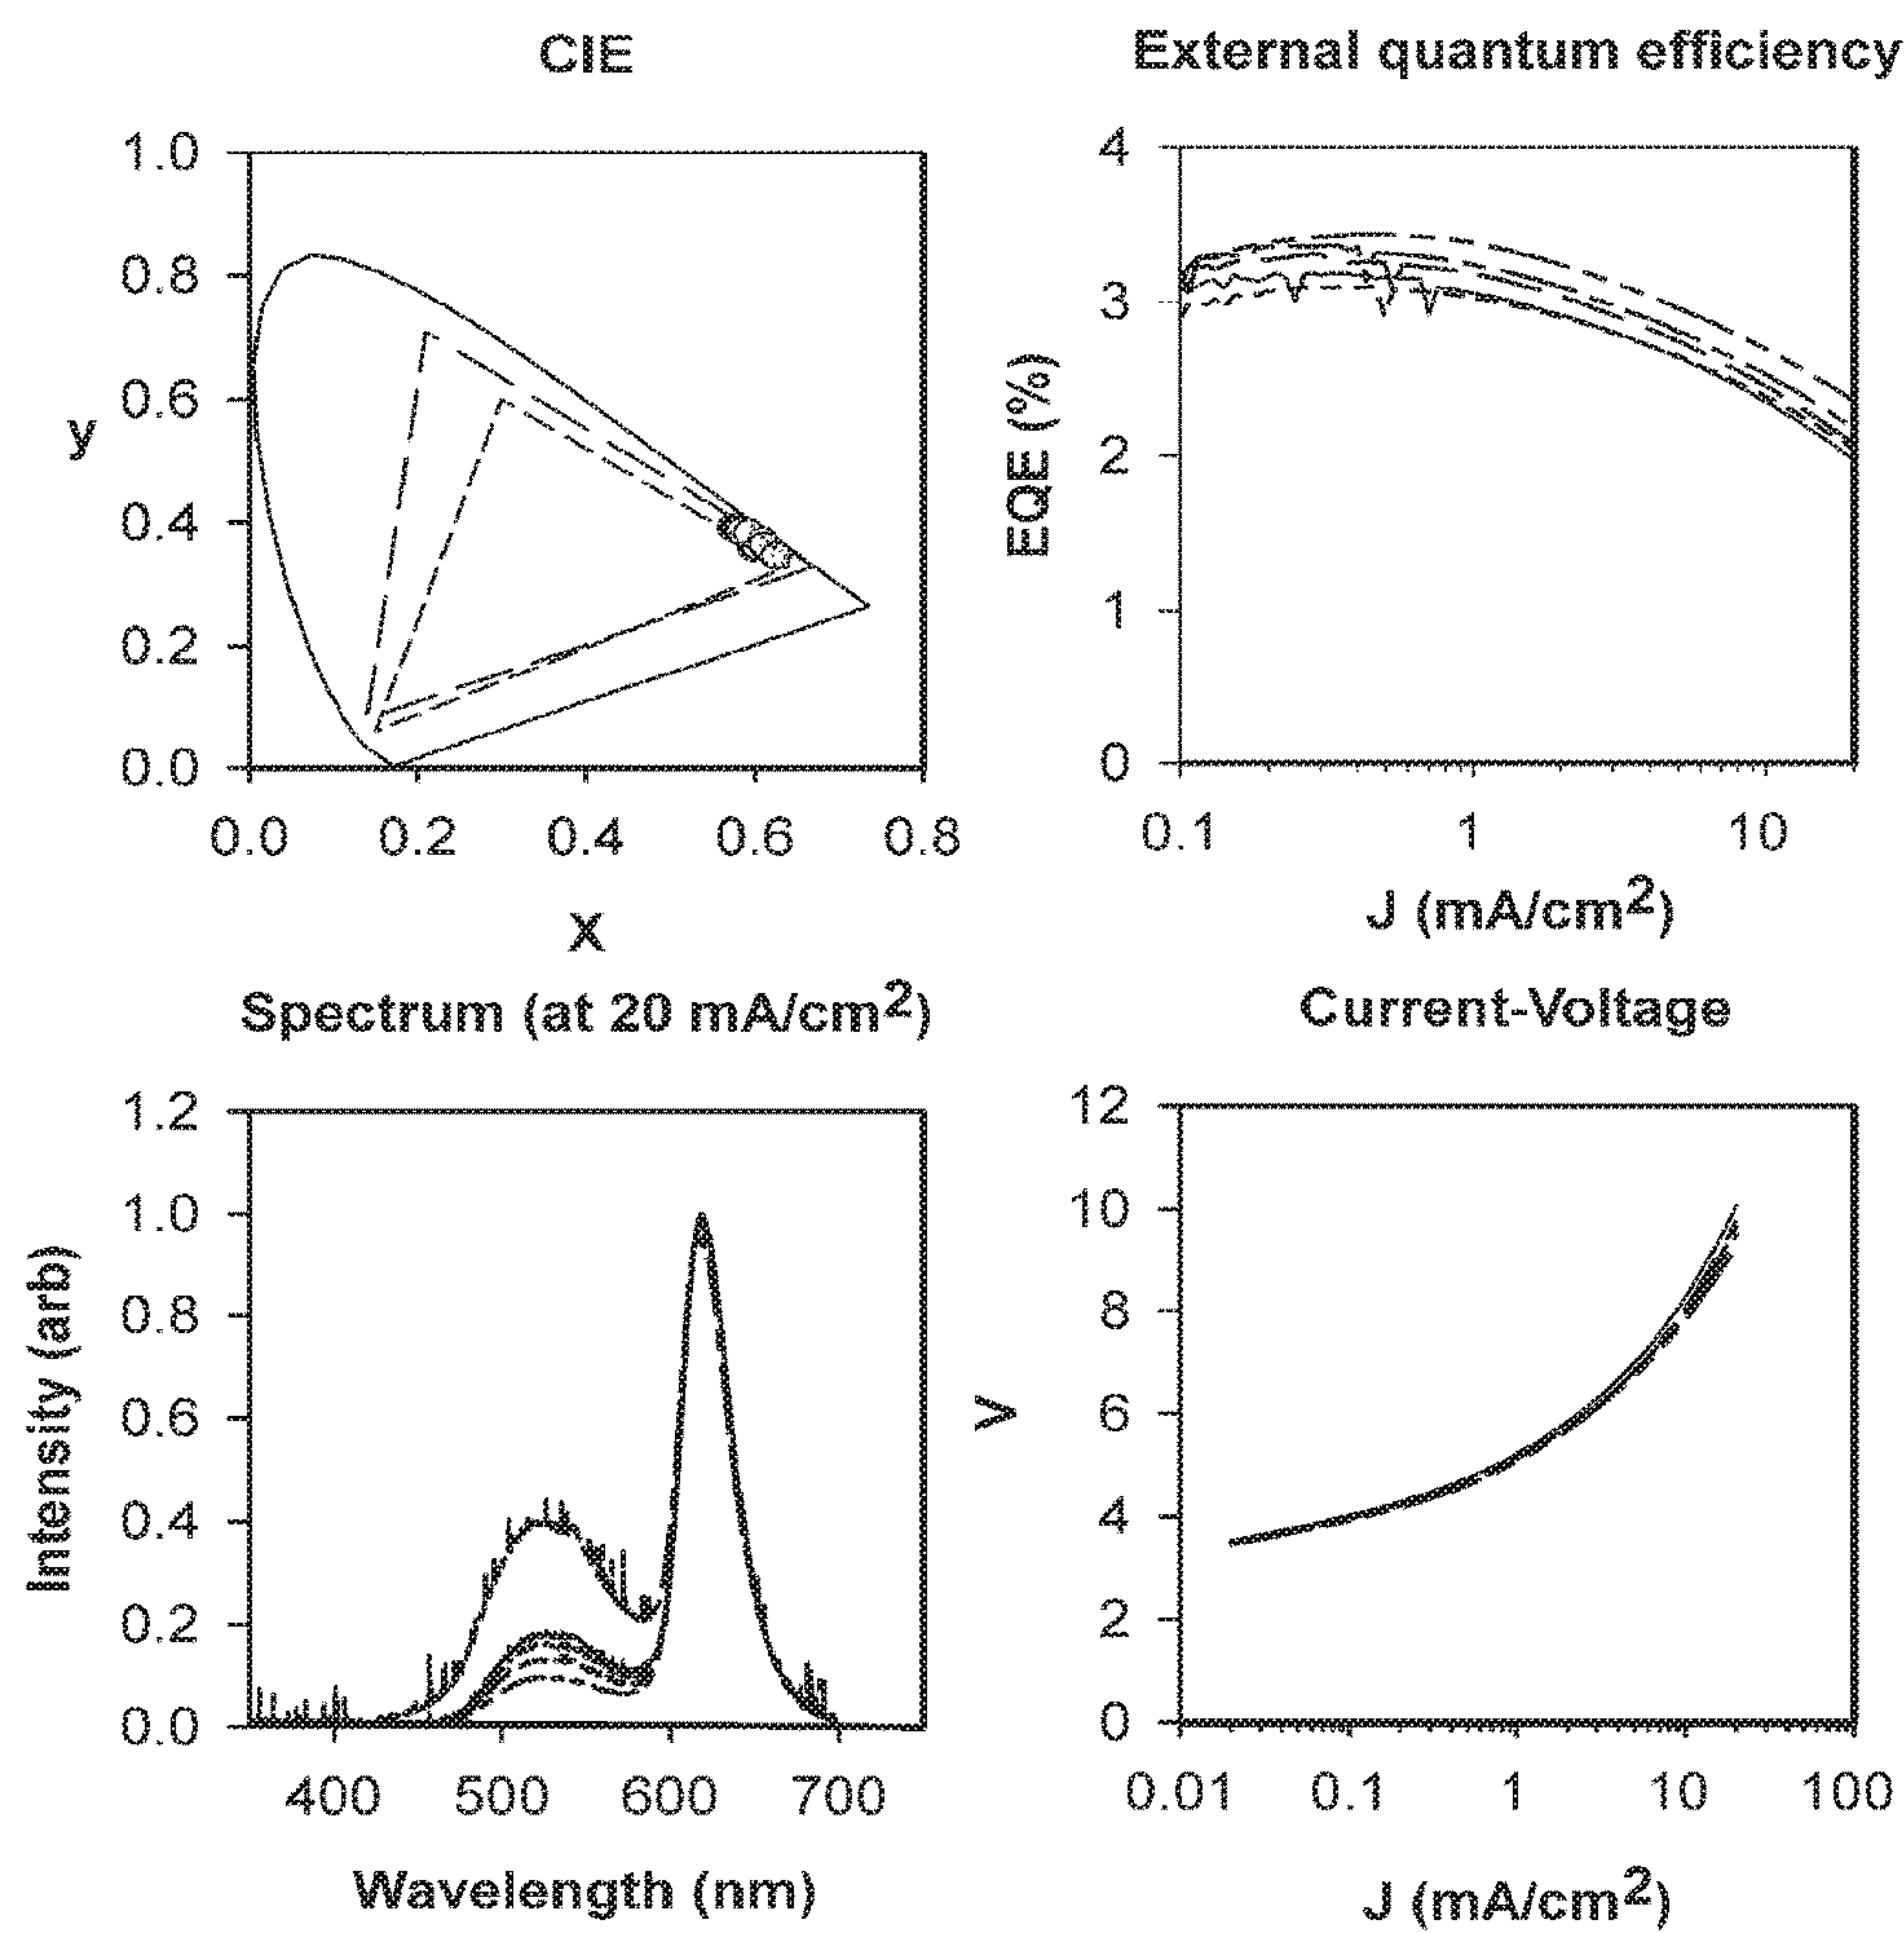 CIE
1.0
0.8
0.6
0.4
0.2
0.0
y
0.0 0.2 0.4 0.6 0.8
X
External quantum efficiency
4
3
2
1
0
EQE (%)
0.1 1 10
J (mA/cm²)
Spectrum (at 20 mA/cm²)
1.2
1.0
0.8
0.6
0.4
0.2
0.0
Intensity (arb)
400 500 600 700
Wavelength (nm)
Current-Voltage
12
10
8
6
4
2
0
V
0.01 0.1 1 10 100
J (mA/cm²)